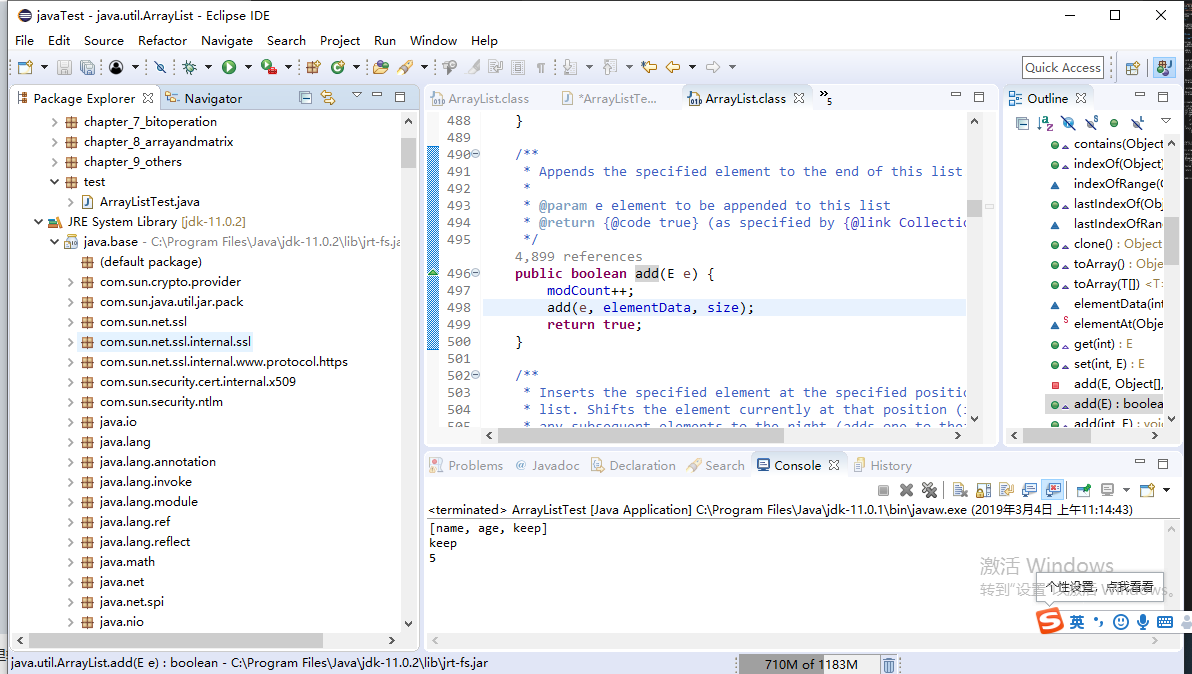 javaTest - java.util.ArrayList - Eclipse IDE
File Edit Source Refactor Navigate Search Project Run Window Help
Quick Access
Package Explorer Navigator
chapter_7_bitoperation
chapter_8_arrayandmatrix
chapter_9_others
test
ArrayListTest.java
JRE System Library [jdk-11.0.2]
java.base - C:\Program Files\Java\jdk-11.0.2\lib\jrt-fs.ja
(default package)
com.sun.crypto.provider
com.sun.java.util.jar.pack
com.sun.net.ssl
com.sun.net.ssl.internal.ssl
com.sun.net.ssl.internal.www.protocol.https
com.sun.security.cert.internal.x509
com.sun.security.ntlm
java.io
java.lang
java.lang.annotation
java.lang.invoke
java.lang.module
java.lang.ref
java.lang.reflect
java.math
java.net
java.net.spi
java.nio
ArrayList.class *ArrayListTe... ArrayList.class »5
488 }
489
490 /**
491 * Appends the specified element to the end of this list
492 *
493 * @param e element to be appended to this list
494 * @return {@code true} (as specified by {@link Collectio
495 */
4,899 references
496 public boolean add(E e) {
497 modCount++;
498 add(e, elementData, size);
499 return true;
500 }
501
502 /**
503 * Inserts the specified element at the specified positio
504 * list. Shifts the element currently at that position (i
505 * any subsequent elements to the right (adds one to the
Outline
contains(Object
indexOf(Object)
indexOfRange(O
lastIndexOf(Obj
lastIndexOfRan
clone() : Object
toArray() : Obje
toArray(T[]) <T>
elementData(int
elementAt(Obje
get(int) : E
set(int, E) : E
add(E, Object[],
add(E) : boolea
add(int, E) : voi
Problems @ Javadoc Declaration Search Console History
<terminated> ArrayListTest [Java Application] C:\Program Files\Java\jdk-11.0.1\bin\javaw.exe (2019年3月4日 上午11:14:43)
[name, age, keep]
keep
5
激活 Windows
转到"设置"以激活 Windows。
个性设置，点我看看
S 英
java.util.ArrayList.add(E e) : boolean - C:\Program Files\Java\jdk-11.0.2\lib\jrt-fs.jar
710M of 1183M